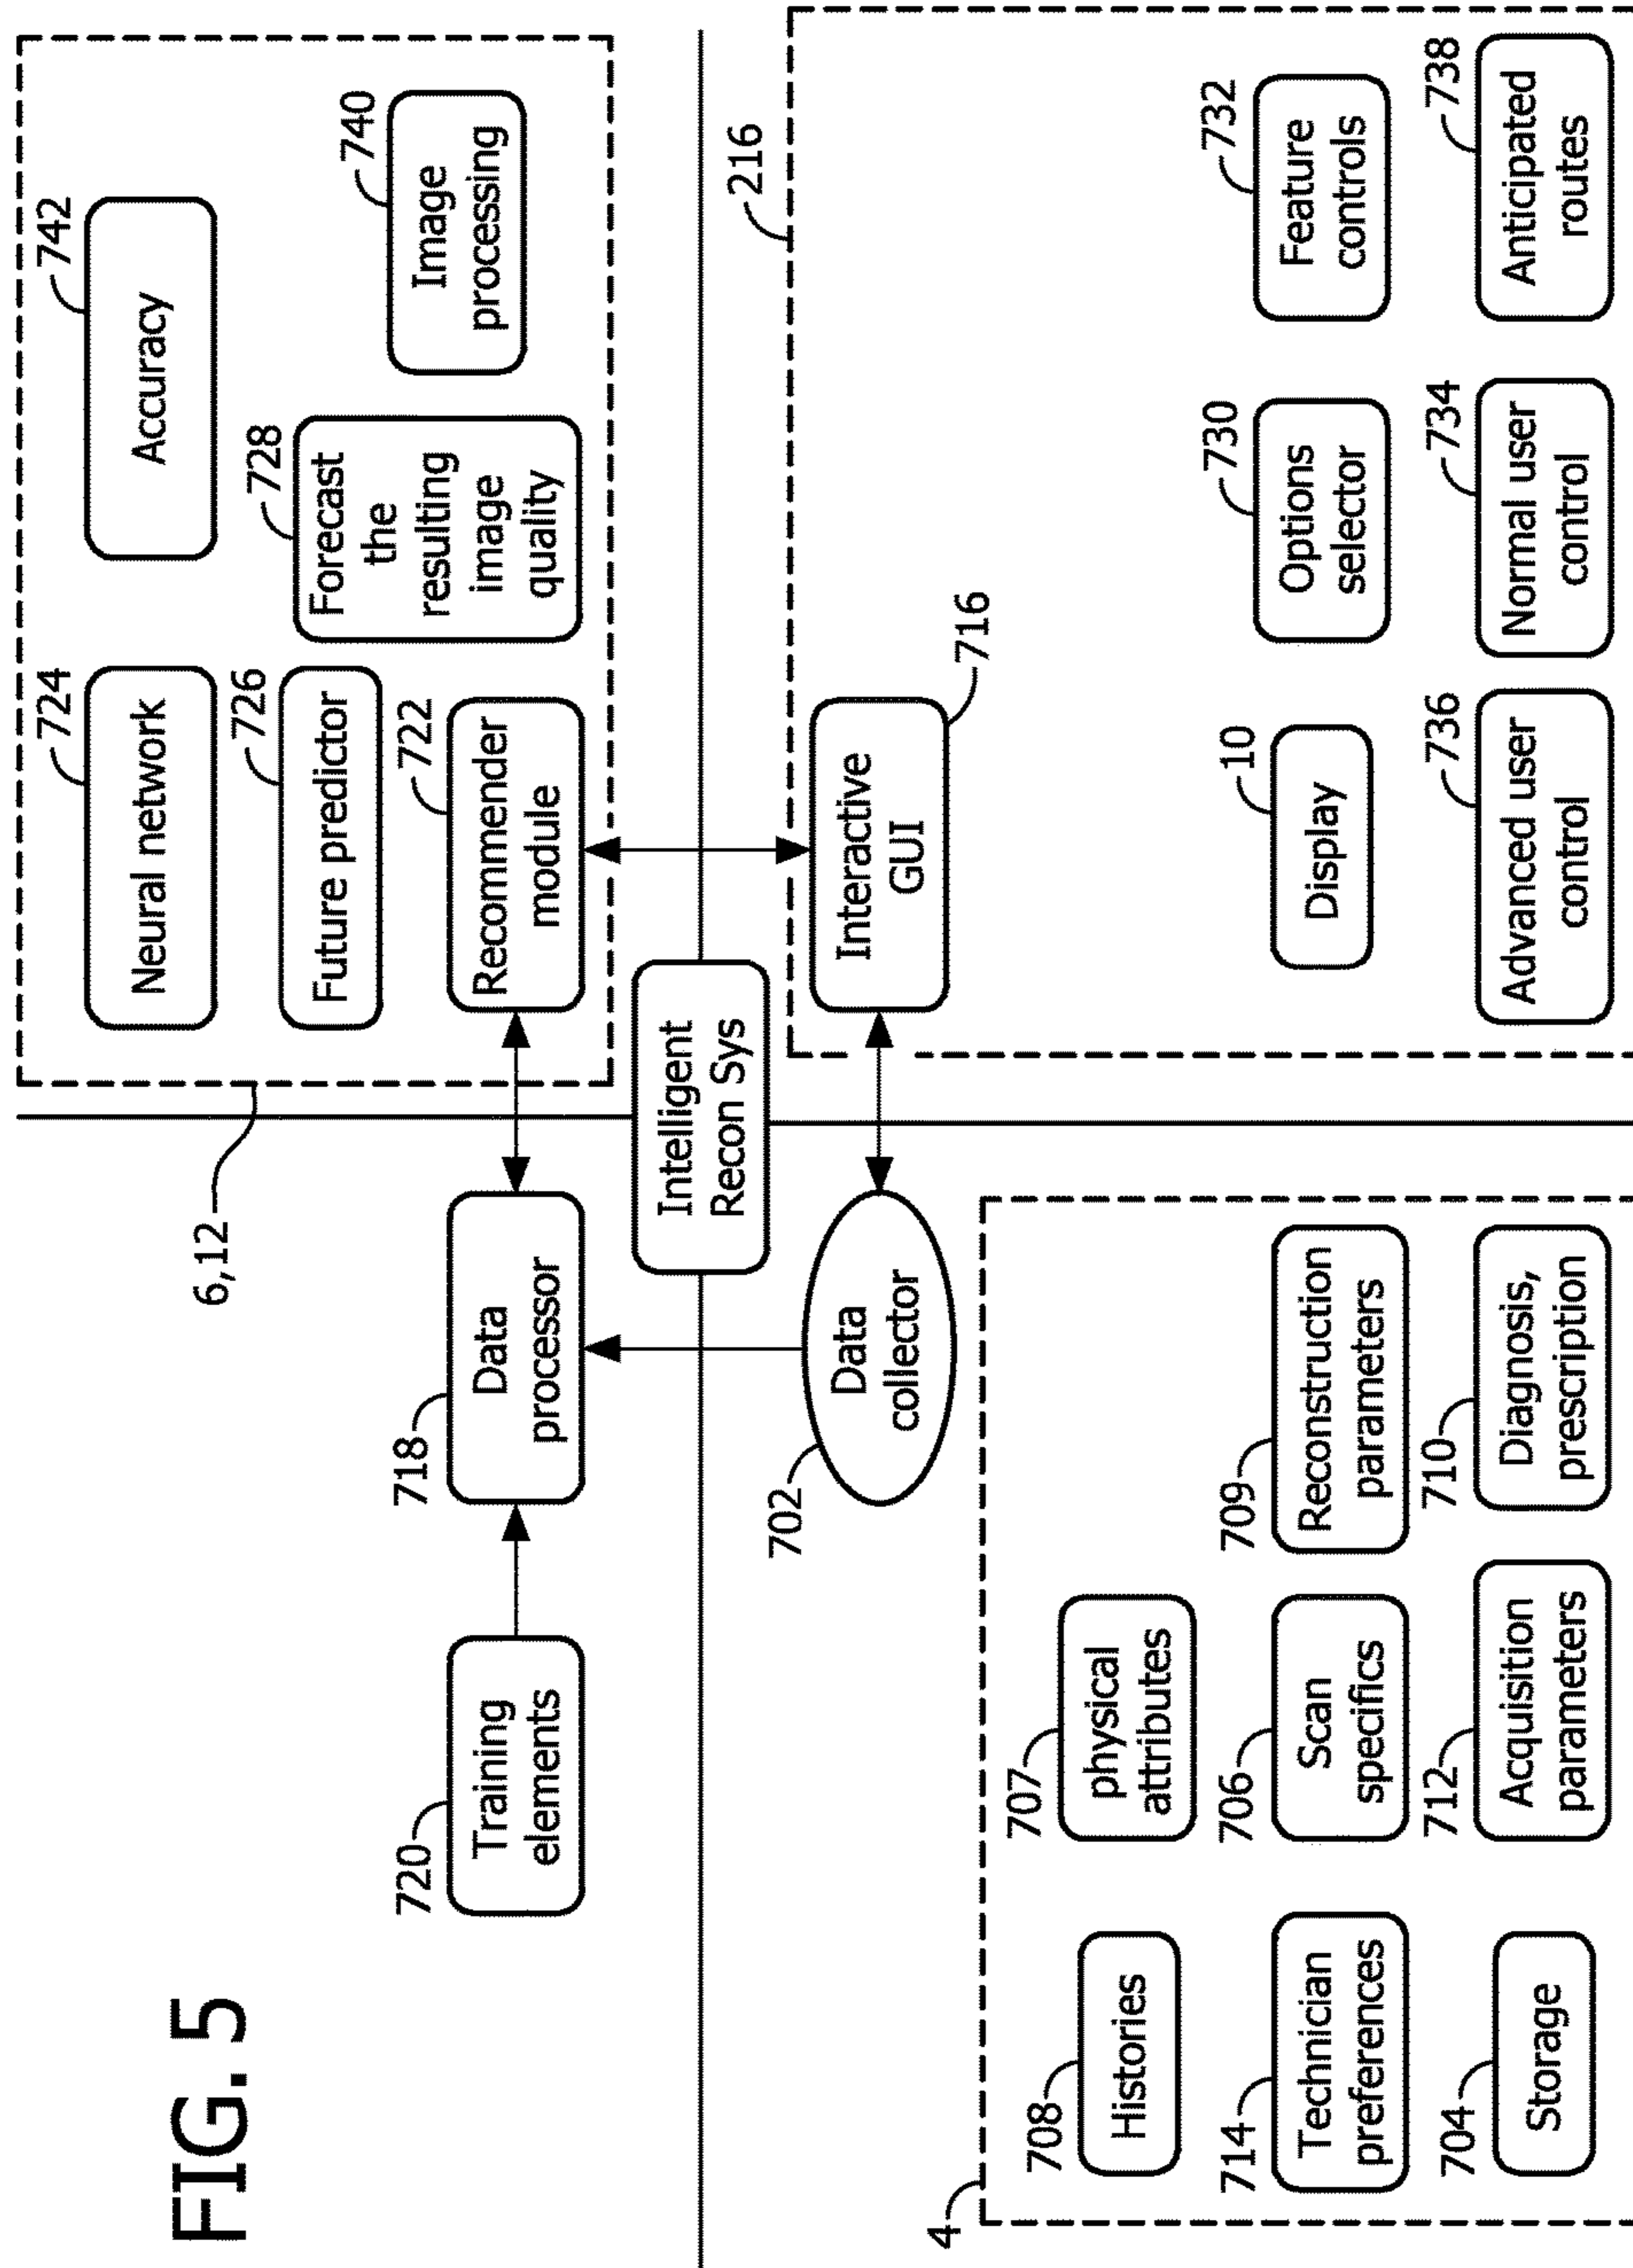 FIG. 5
720
Training
elements
718
Data
processor
6,12
724
Neural network
742
Accuracy
726
Future predictor
728
Forecast
the
resulting
image
quality
740
Image
processing
722
Recommender
module
Intelligent
Recon Sys
702
Data
collector
4
708
Histories
707
physical
attributes
714
Technician
preferences
706
Scan
specifics
709
Reconstruction
parameters
704
Storage
712
Acquisition
parameters
710
Diagnosis,
prescription
216
Interactive
GUI
716
10
Display
730
Options
selector
732
Feature
controls
736
Advanced user
control
734
Normal user
control
738
Anticipated
routes